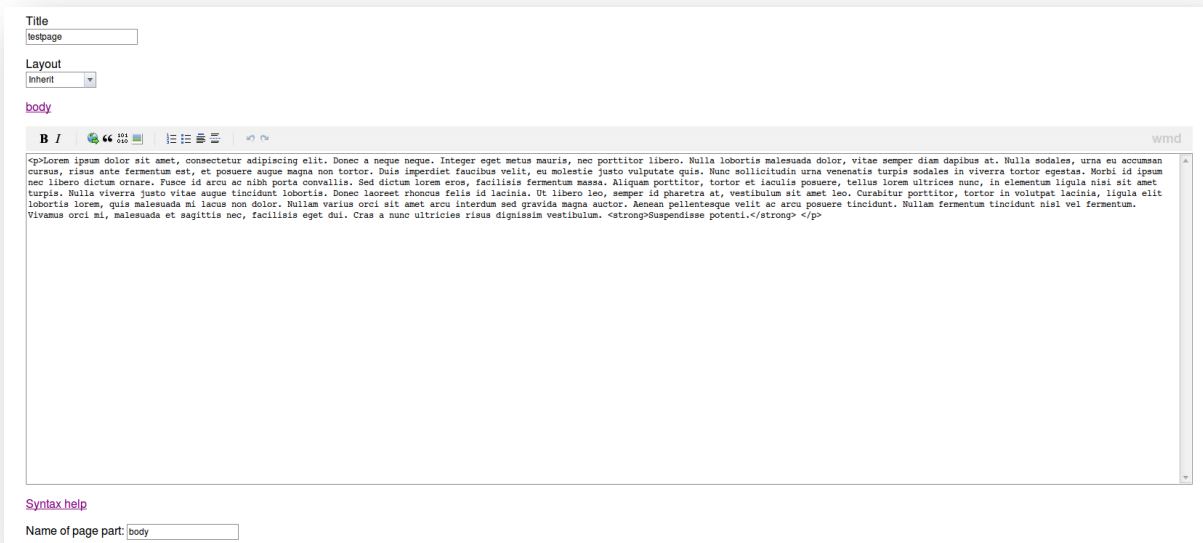 Title
testpage
Layout
Inherit
body
B I 101 010
wmd
<p>Lorem ipsum dolor sit amet, consectetur adipiscing elit. Donec a neque neque. Integer eget metus mauris, nec porttitor libero. Nulla lobortis malesuada dolor, vitae semper diam dapibus at. Nulla sodales, urna eu accumsan
cursus, risus ante fermentum est, et posuere augue magna non tortor. Duis imperdiet faucibus velit, eu molestie justo vulputate quis. Nunc sollicitudin urna venenatis turpis sodales in viverra tortor egestas. Morbi id ipsum
nec libero dictum ornare. Fusce id arcu ac nibh porta convallis. Sed dictum lorem eros, facilisis fermentum massa. Aliquam porttitor, tortor et iaculis posuere, tellus lorem ultrices nunc, in elementum ligula nisi sit amet
turpis. Nulla viverra justo vitae augue tincidunt lobortis. Donec laoreet rhoncus felis id lacinia. Ut libero leo, semper id pharetra at, vestibulum sit amet leo. Curabitur porttitor, tortor in volutpat lacinia, ligula elit
lobortis lorem, quis malesuada mi lacus non dolor. Nullam varius orci sit amet arcu interdum sed gravida magna auctor. Aenean pellentesque velit ac arcu posuere tincidunt. Nullam fermentum tincidunt nisl vel fermentum.
Vivamus orci mi, malesuada et sagittis nec, facilisis eget dui. Cras a nunc ultricies risus dignissim vestibulum. <strong>Suspendisse potenti.</strong> </p>
Syntax help
Name of page part: body